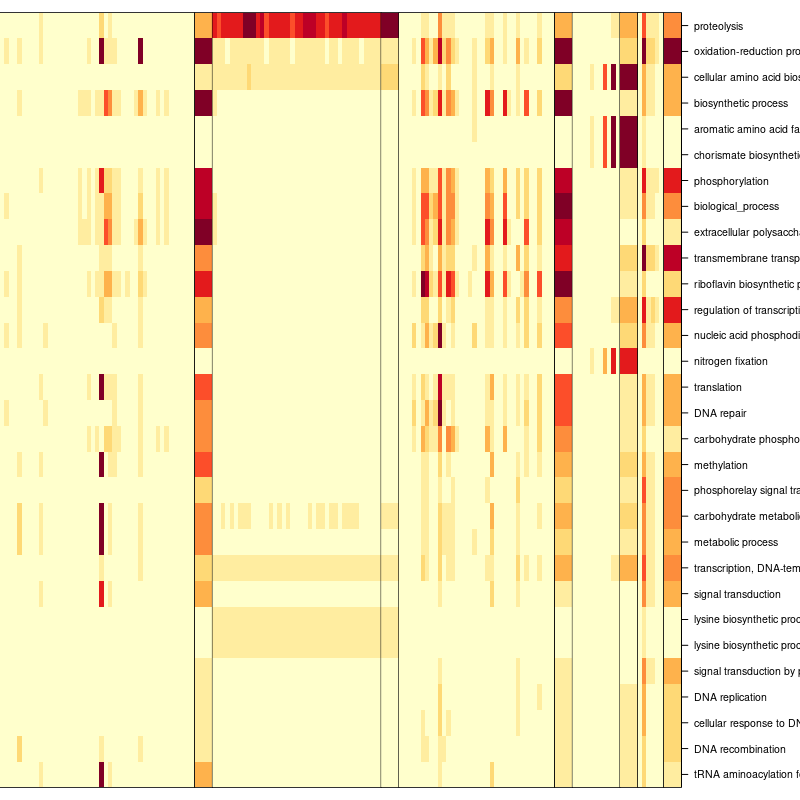 proteolysis
oxidation-reduction pro
cellular amino acid bios
biosynthetic process
aromatic amino acid fa
chorismate biosynthetic
phosphorylation
biological_process
extracellular polysaccha
transmembrane transp
riboflavin biosynthetic p
regulation of transcripti
nucleic acid phosphodi
nitrogen fixation
translation
DNA repair
carbohydrate phospho
methylation
phosphorelay signal tra
carbohydrate metabolic
metabolic process
transcription, DNA-tem
signal transduction
lysine biosynthetic proc
lysine biosynthetic proc
signal transduction by p
DNA replication
cellular response to DN
DNA recombination
tRNA aminoacylation fo